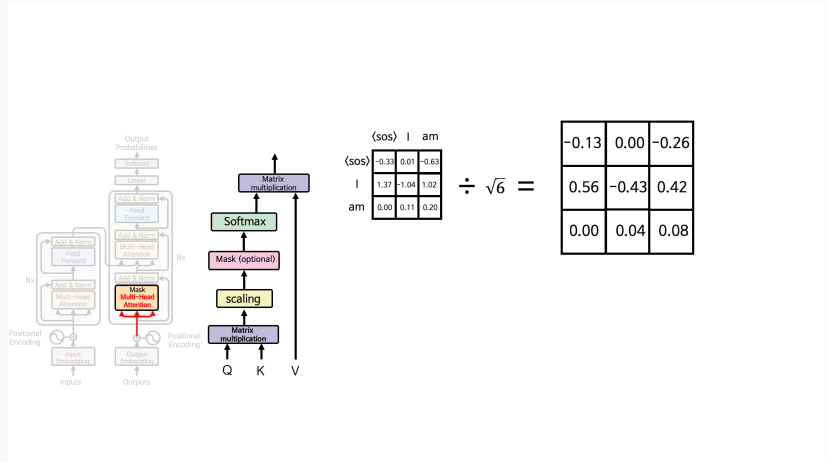 Output
Probabilities
Softmax
Linear
Add & Norm
Feed
Forward
Add & Norm
Multi-Head
Attention
Nx
Add & Norm
Mask
Multi-Head
Attention
Add & Norm
Feed
Forward
Nx
Add & Norm
Multi-Head
Attention
Positional
Encoding
Positional
Encoding
Input
Embedding
Output
Embedding
Inputs
Outputs
Matrix
multiplication
Softmax
Mask (optional)
scaling
Matrix
multiplication
Q K V
⟨sos⟩ I am
⟨sos⟩ -0.33 0.01 -0.63
I 1.37 -1.04 1.02
am 0.00 0.11 0.20
÷ √6 =
-0.13 0.00 -0.26
0.56 -0.43 0.42
0.00 0.04 0.08